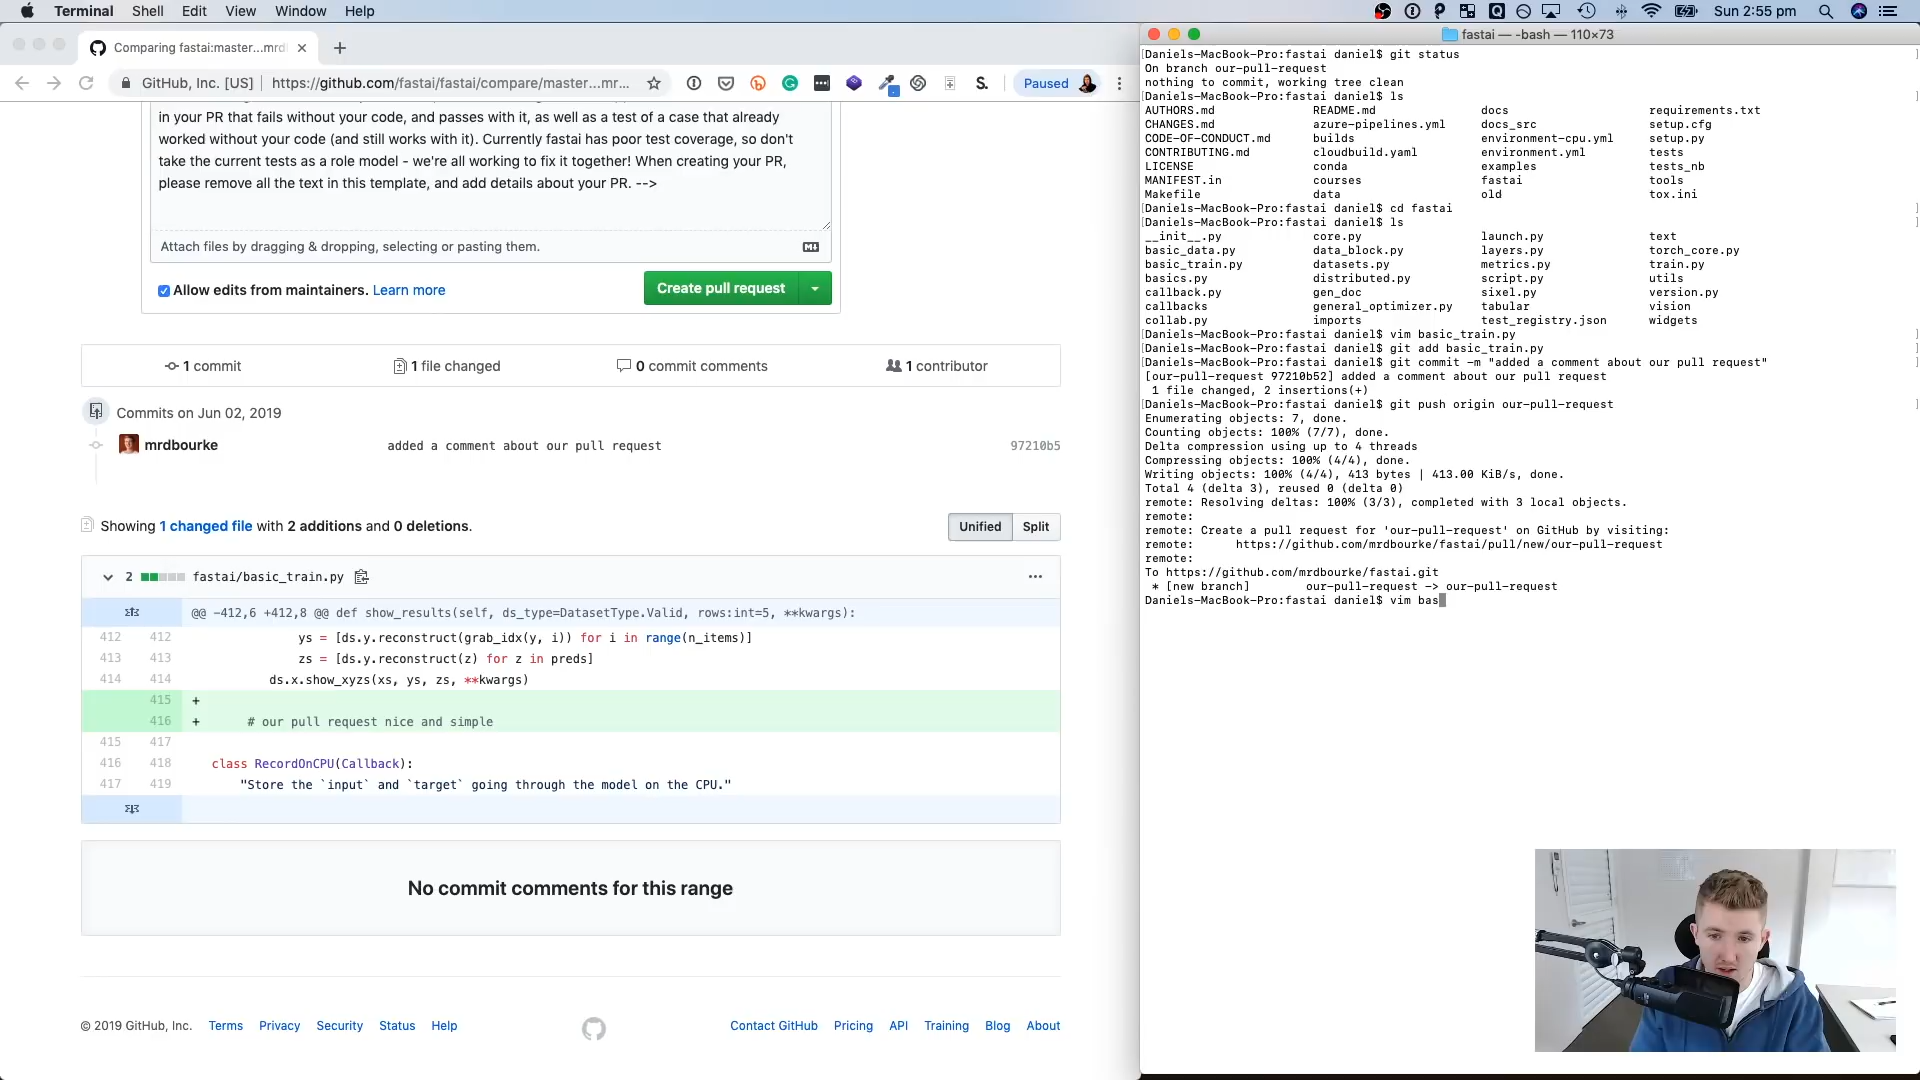 Terminal Shell Edit View Window Help
Sun 2:55 pm
Comparing fastai:master...mrdb
GitHub, Inc. [US] | https://github.com/fastai/fastai/compare/master...mr...
S.
Paused
in your PR that fails without your code, and passes with it, as well as a test of a case that already
worked without your code (and still works with it). Currently fastai has poor test coverage, so don't
take the current tests as a role model - we're all working to fix it together! When creating your PR,
please remove all the text in this template, and add details about your PR. -->
Attach files by dragging & dropping, selecting or pasting them.
Allow edits from maintainers. Learn more
Create pull request
1 commit
1 file changed
0 commit comments
1 contributor
Commits on Jun 02, 2019
mrdbourke added a comment about our pull request 97210b5
Showing 1 changed file with 2 additions and 0 deletions.
Unified Split
2 fastai/basic_train.py
@@ -412,6 +412,8 @@ def show_results(self, ds_type=DatasetType.Valid, rows:int=5, **kwargs):
412 412 ys = [ds.y.reconstruct(grab_idx(y, i)) for i in range(n_items)]
413 413 zs = [ds.y.reconstruct(z) for z in preds]
414 414 ds.x.show_xyzs(xs, ys, zs, **kwargs)
415 +
416 + # our pull request nice and simple
415 417
416 418 class RecordOnCPU(Callback):
417 419 "Store the `input` and `target` going through the model on the CPU."
No commit comments for this range
© 2019 GitHub, Inc. Terms Privacy Security Status Help
Contact GitHub Pricing API Training Blog About
fastai — -bash — 110×73
[Daniels-MacBook-Pro:fastai daniel$ git status
On branch our-pull-request
nothing to commit, working tree clean
[Daniels-MacBook-Pro:fastai daniel$ ls
AUTHORS.md README.md docs requirements.txt
CHANGES.md azure-pipelines.yml docs_src setup.cfg
CODE-OF-CONDUCT.md builds environment-cpu.yml setup.py
CONTRIBUTING.md cloudbuild.yaml environment.yml tests
LICENSE conda examples tests_nb
MANIFEST.in courses fastai tools
Makefile data old tox.ini
[Daniels-MacBook-Pro:fastai daniel$ cd fastai
[Daniels-MacBook-Pro:fastai daniel$ ls
__init__.py core.py launch.py text
basic_data.py data_block.py layers.py torch_core.py
basic_train.py datasets.py metrics.py train.py
basics.py distributed.py script.py utils
callback.py gen_doc sixel.py version.py
callbacks general_optimizer.py tabular vision
collab.py imports test_registry.json widgets
[Daniels-MacBook-Pro:fastai daniel$ vim basic_train.py
[Daniels-MacBook-Pro:fastai daniel$ git add basic_train.py
[Daniels-MacBook-Pro:fastai daniel$ git commit -m "added a comment about our pull request"
[our-pull-request 97210b52] added a comment about our pull request
1 file changed, 2 insertions(+)
[Daniels-MacBook-Pro:fastai daniel$ git push origin our-pull-request
Enumerating objects: 7, done.
Counting objects: 100% (7/7), done.
Delta compression using up to 4 threads
Compressing objects: 100% (4/4), done.
Writing objects: 100% (4/4), 413 bytes | 413.00 KiB/s, done.
Total 4 (delta 3), reused 0 (delta 0)
remote: Resolving deltas: 100% (3/3), completed with 3 local objects.
remote:
remote: Create a pull request for 'our-pull-request' on GitHub by visiting:
remote: https://github.com/mrdbourke/fastai/pull/new/our-pull-request
remote:
To https://github.com/mrdbourke/fastai.git
* [new branch] our-pull-request -> our-pull-request
Daniels-MacBook-Pro:fastai daniel$ vim bas